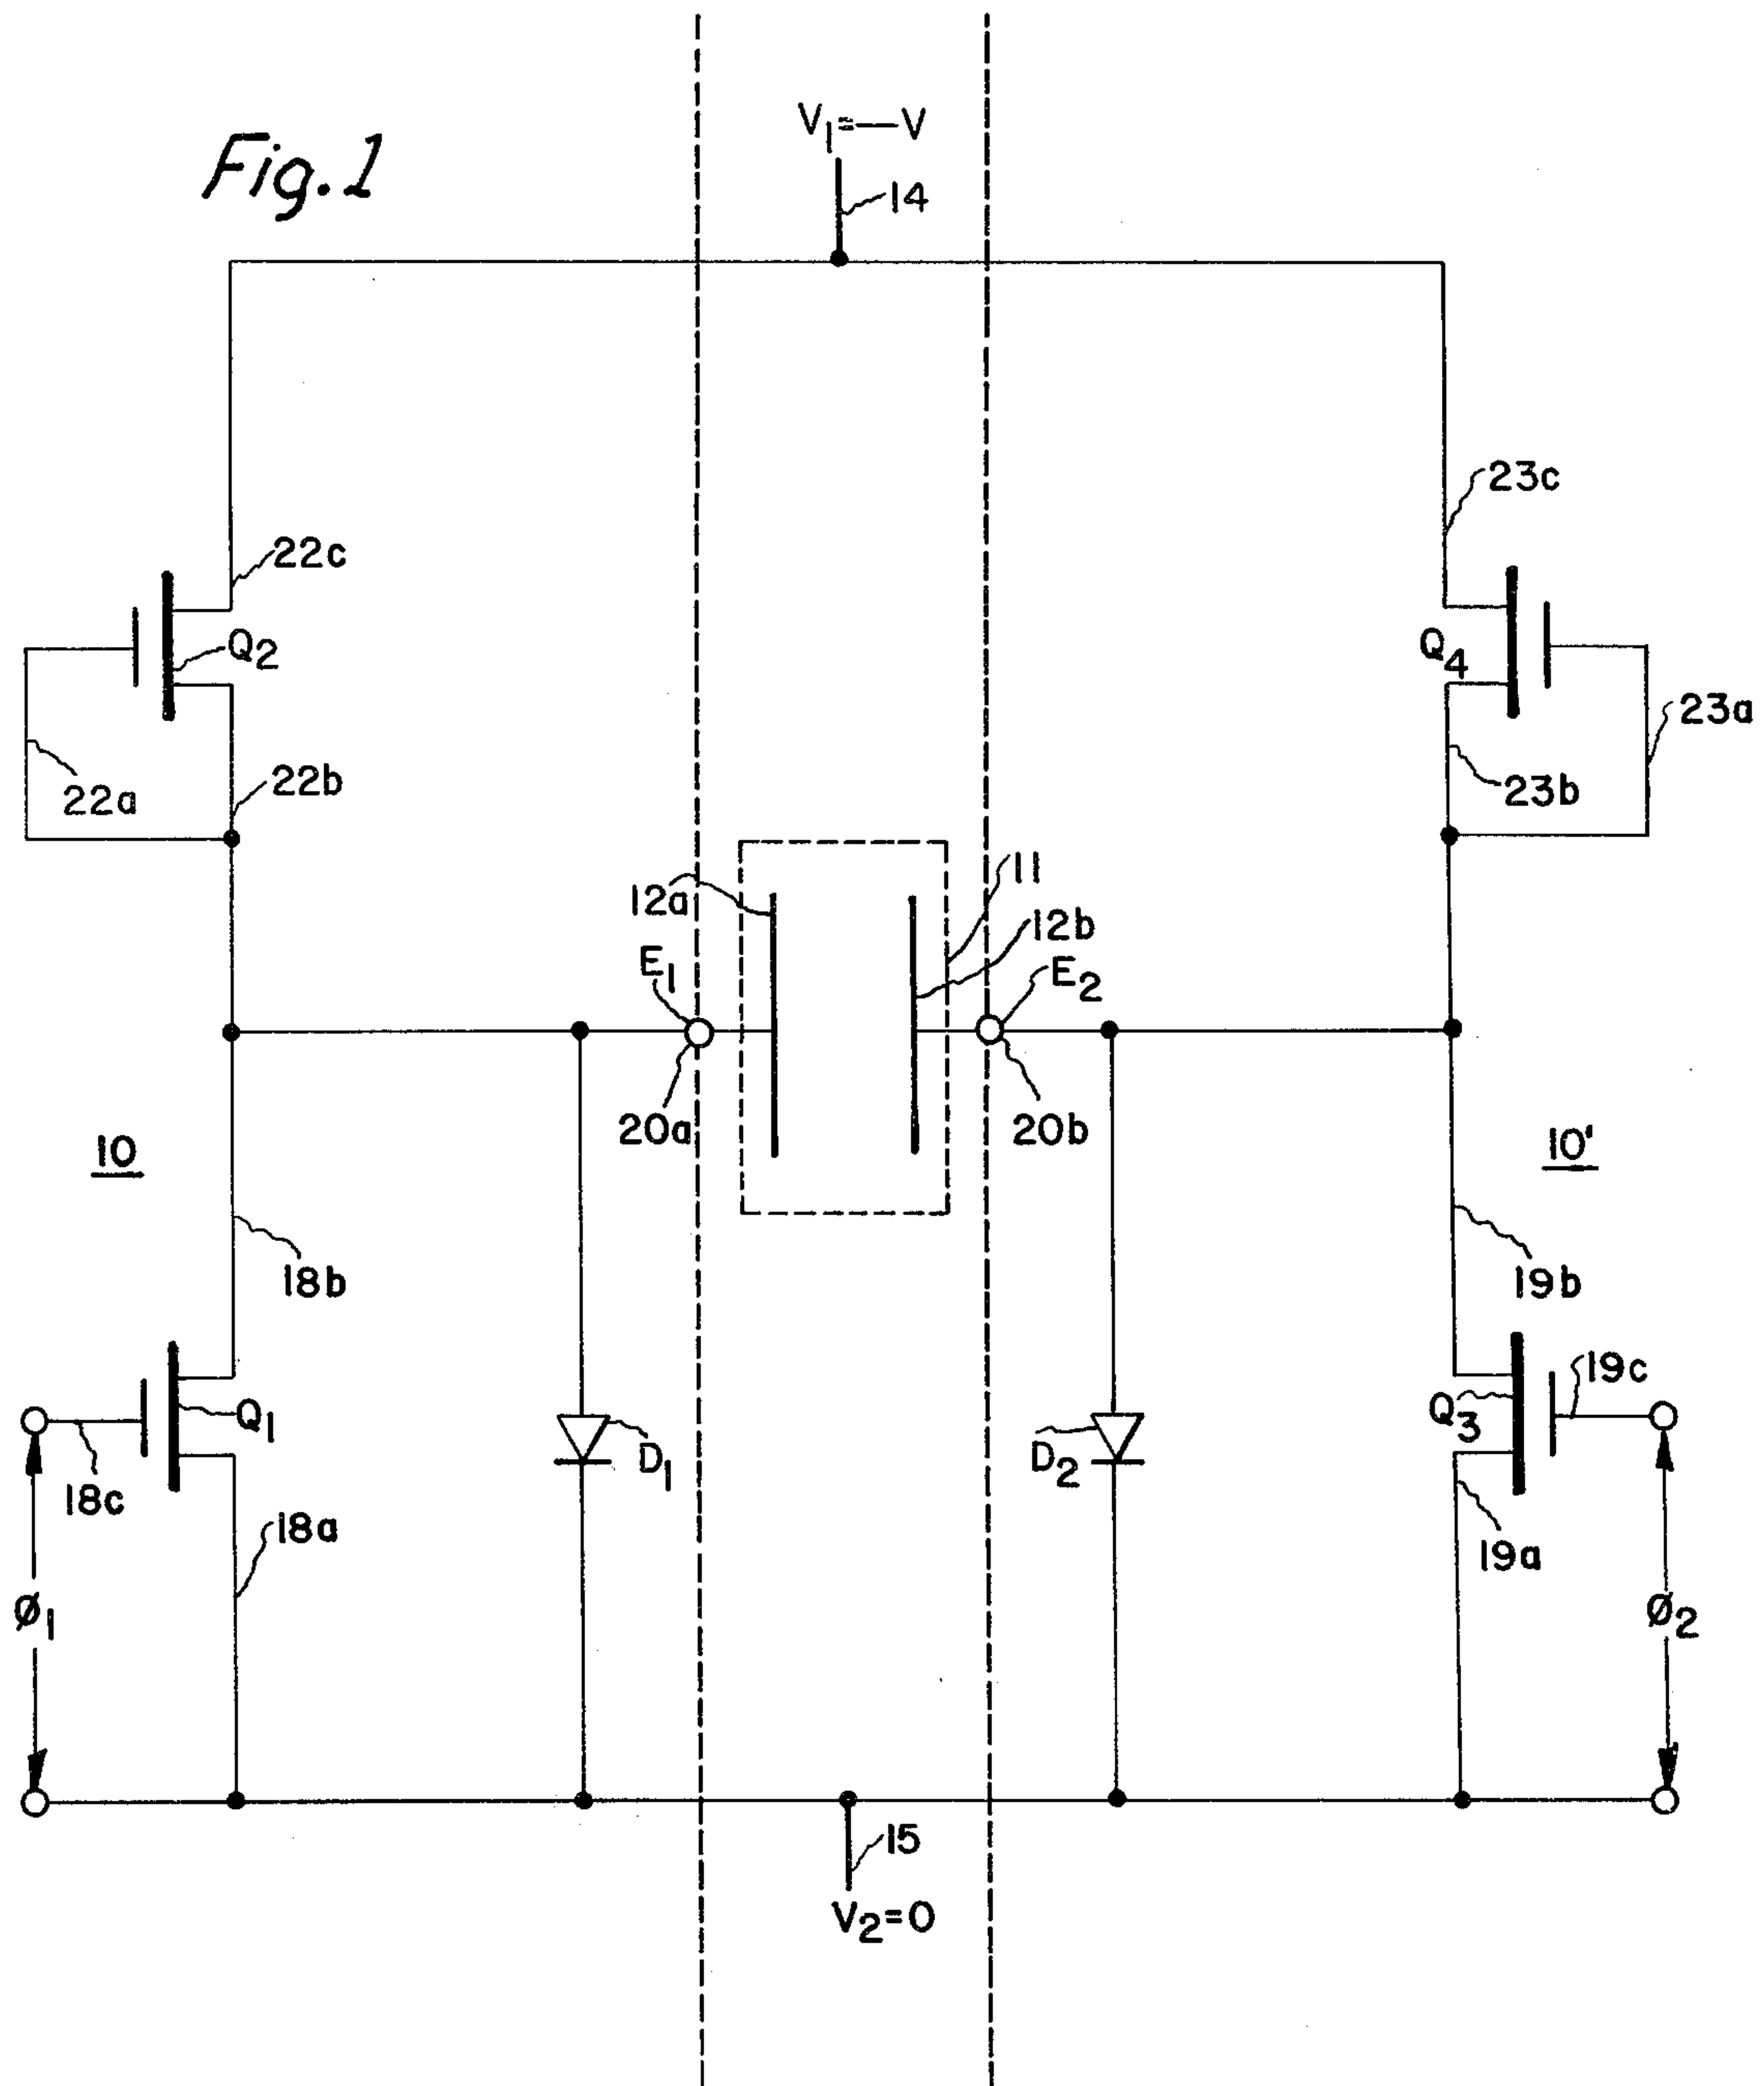 Fig. 1
V₁=—V
14
23c
22c
Q₂
Q₄
23a
22a
22b
23b
11
12a
12b
E₁
E₂
20a
20b
10
10'
18b
19b
19c
Q₁
Q₃
D₁
D₂
18c
18a
19a
Ø₁
Ø₂
15
V₂=0